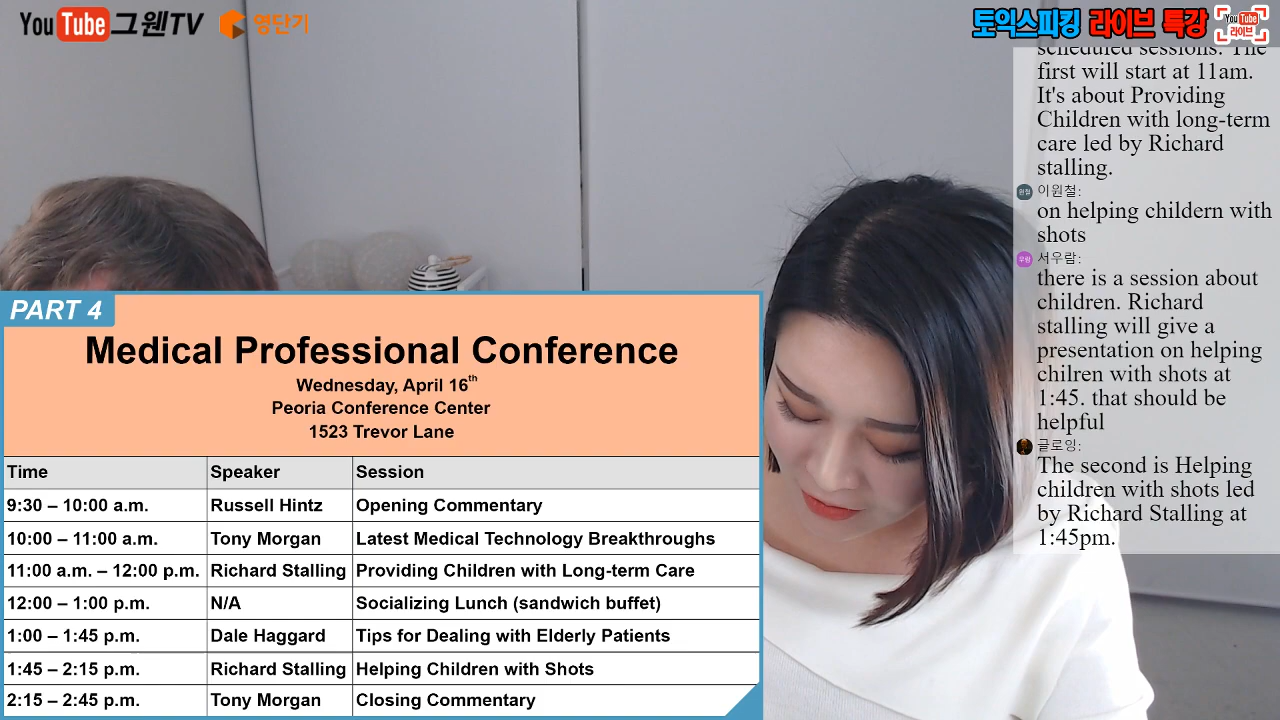 YouTube 그웬TV 영단기
토익스피킹 라이브 특강 YouTube 라이브
scheduled sessions. The
first will start at 11am.
It's about Providing
Children with long-term
care led by Richard
stalling.
원철 이원철:
on helping childern with
shots
우람 서우람:
there is a session about
children. Richard
stalling will give a
presentation on helping
chilren with shots at
1:45. that should be
helpful
글로잉:
The second is Helping
children with shots led
by Richard Stalling at
1:45pm.
PART 4
Medical Professional Conference
Wednesday, April 16th
Peoria Conference Center
1523 Trevor Lane
Time Speaker Session
9:30 – 10:00 a.m. Russell Hintz Opening Commentary
10:00 – 11:00 a.m. Tony Morgan Latest Medical Technology Breakthroughs
11:00 a.m. – 12:00 p.m. Richard Stalling Providing Children with Long-term Care
12:00 – 1:00 p.m. N/A Socializing Lunch (sandwich buffet)
1:00 – 1:45 p.m. Dale Haggard Tips for Dealing with Elderly Patients
1:45 – 2:15 p.m. Richard Stalling Helping Children with Shots
2:15 – 2:45 p.m. Tony Morgan Closing Commentary